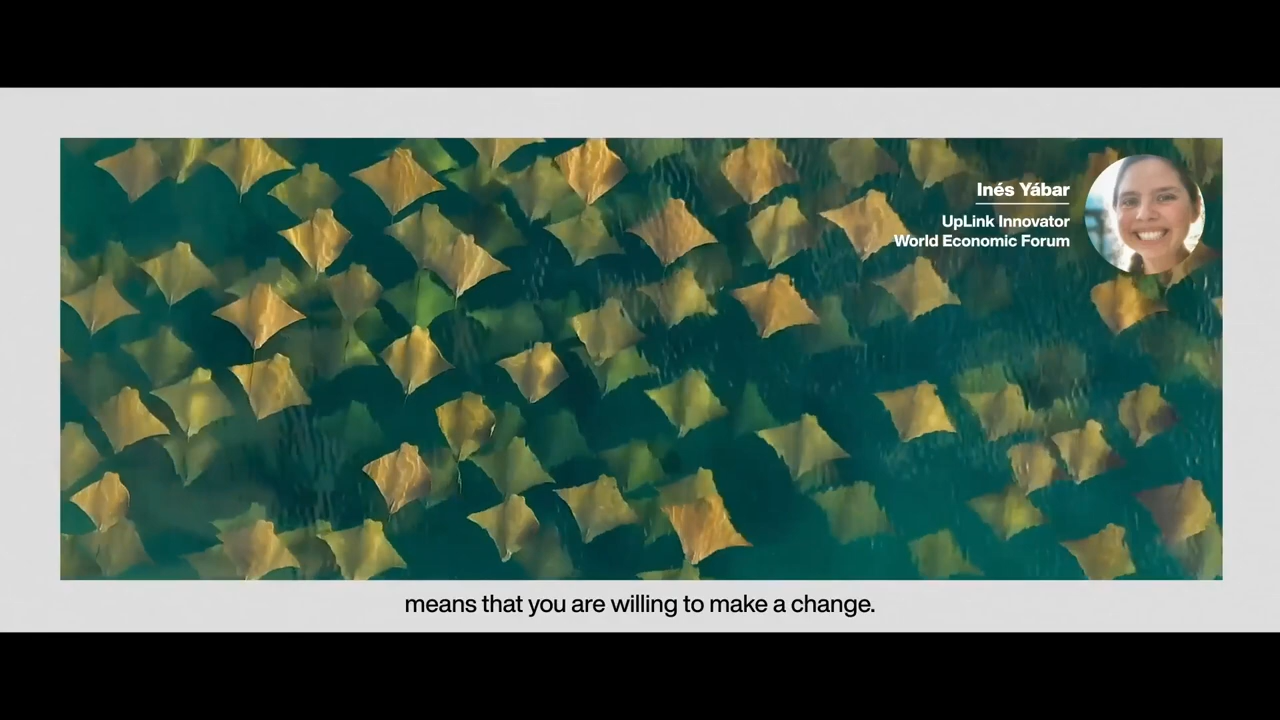 Inés Yábar
UpLink Innovator
World Economic Forum
means that you are willing to make a change.